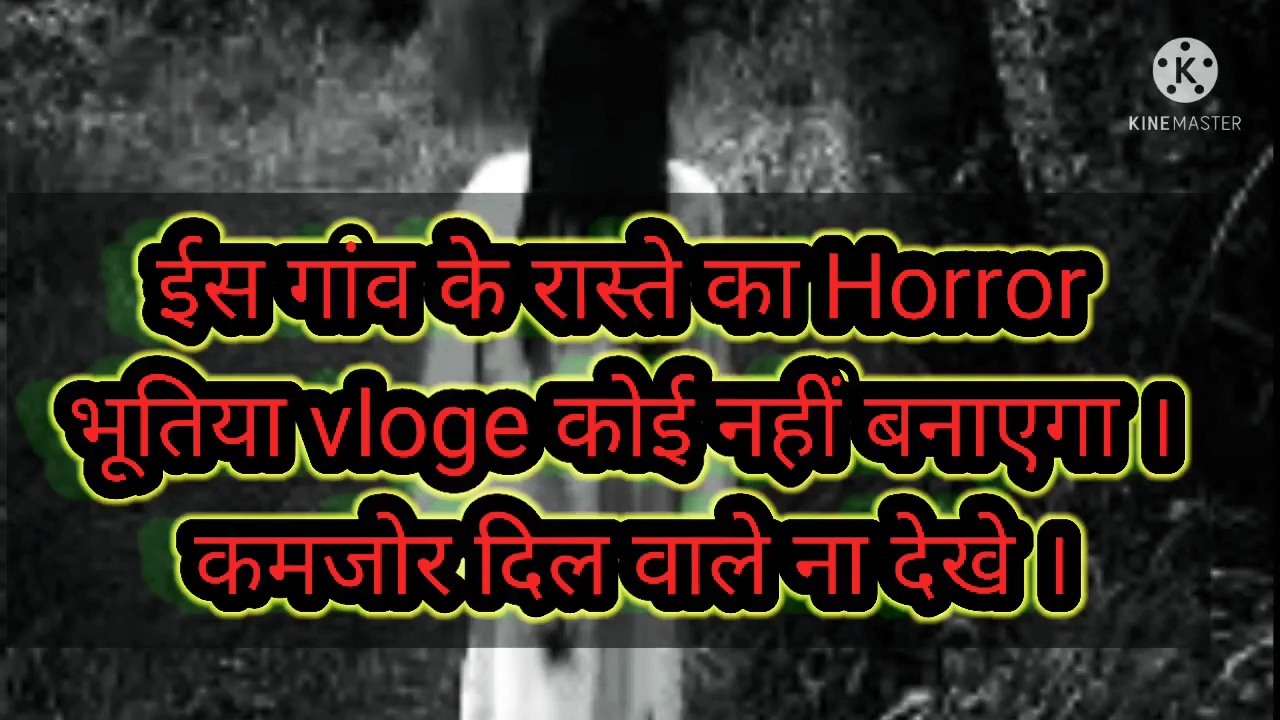 KINEMASTER
ईस गांव के रास्ते का Horror
भूतिया vloge कोई नहीं बनाएगा ।
कमजोर दिल वाले ना देखे ।